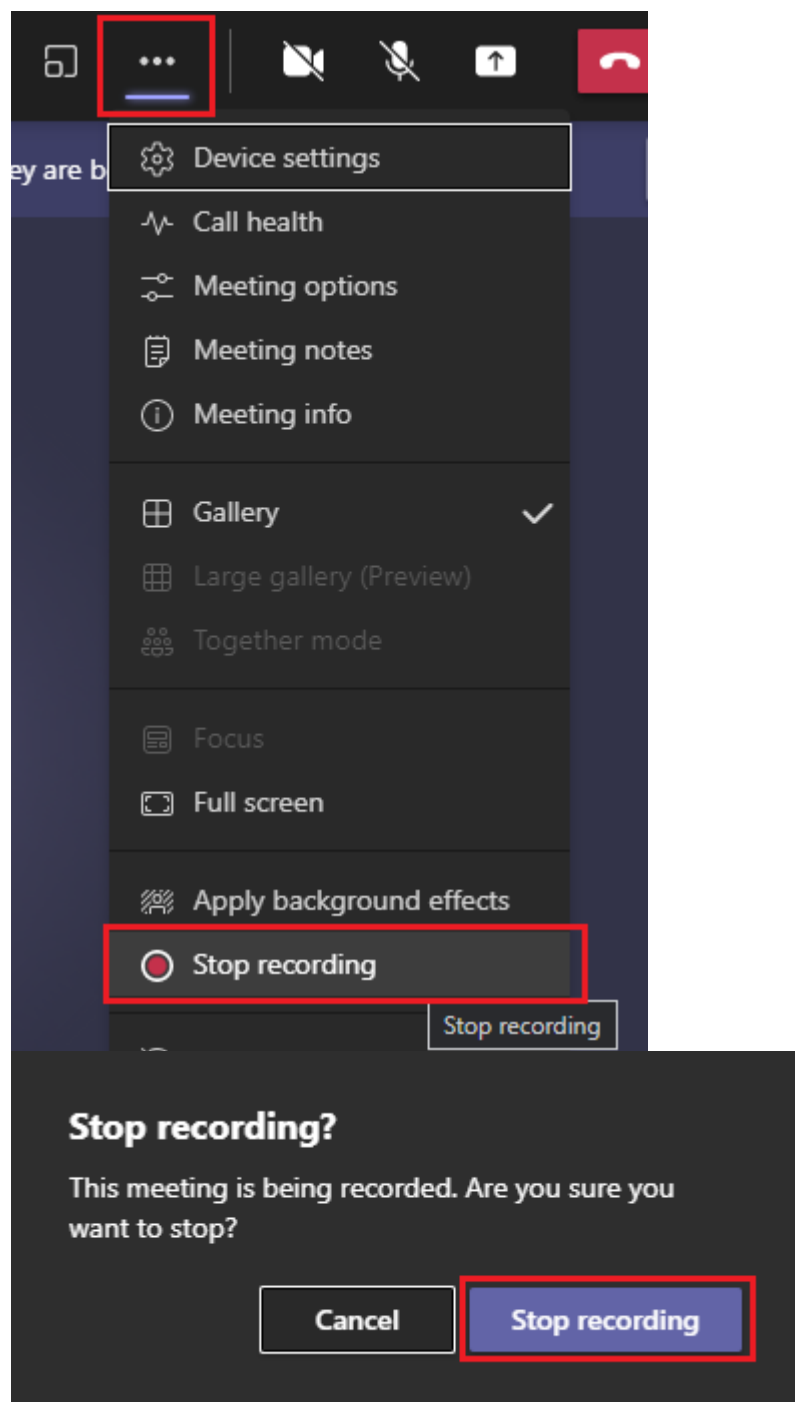 ey are b
Device settings
Call health
Meeting options
Meeting notes
Meeting info
Gallery
Large gallery (Preview)
Together mode
Focus
Full screen
Apply background effects
Stop recording
Stop recording
Stop recording?
This meeting is being recorded. Are you sure you
want to stop?
Cancel
Stop recording